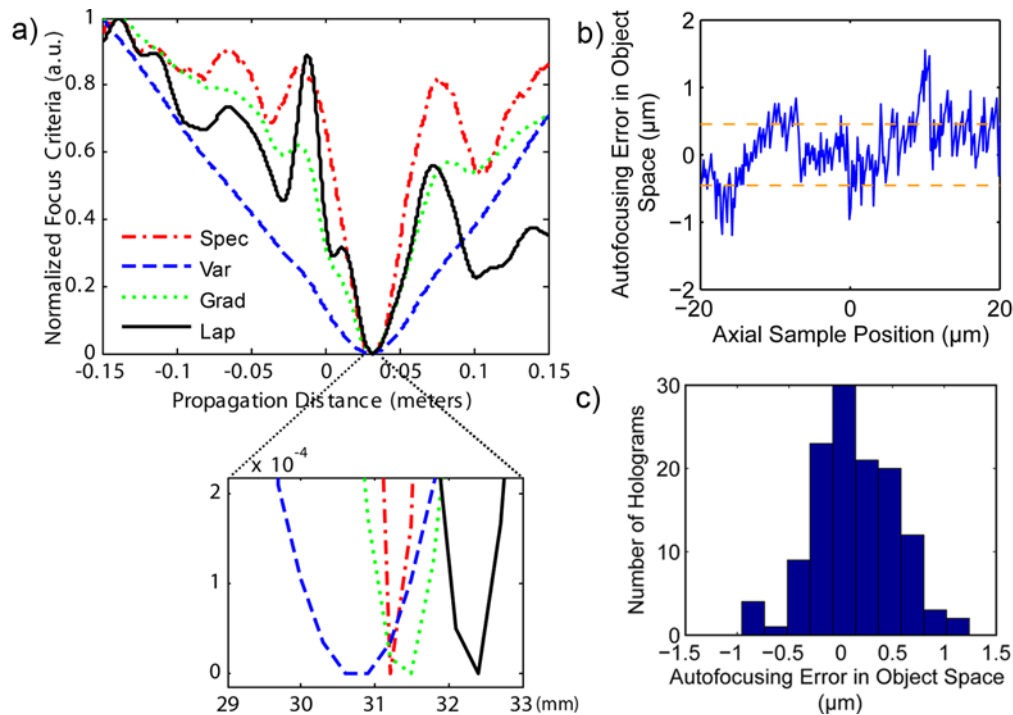 a)
Normalized Focus Criteria (a.u.)
1
0.8
0.6
0.4
0.2
0
Spec
Var
Grad
Lap
-0.15 -0.1 -0.05 0 0.05 0.10 0.15
Propagation Distance (meters)
x 10⁻⁴
2
1
0
29 30 31 32 33 (mm)
b)
Autofocusing Error in Object
Space (µm)
2
1
0
-1
-2
-20 0 20
Axial Sample Position (µm)
c)
Number of Holograms
30
20
10
0
-1.5 -1 -0.5 0 0.5 1 1.5
Autofocusing Error in Object Space
(µm)